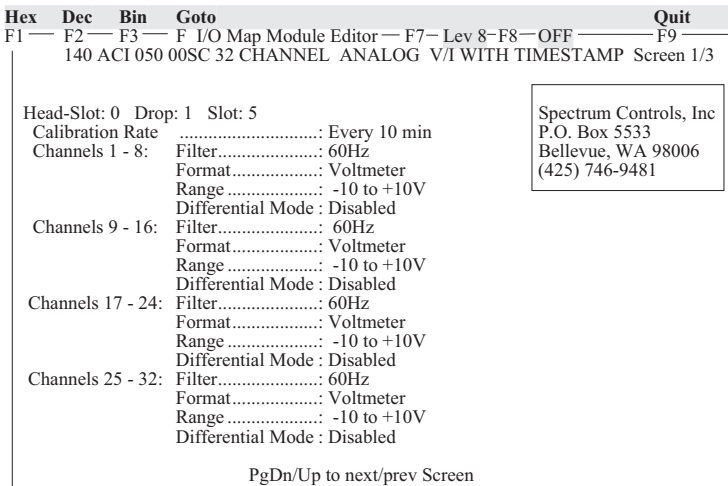 Hex Dec Bin Goto Quit
F1 — F2 — F3 — F I/O Map Module Editor — F7– Lev 8–F8— OFF ——— F9 ———
140 ACI 050 00SC 32 CHANNEL ANALOG V/I WITH TIMESTAMP Screen 1/3
Head-Slot: 0 Drop: 1 Slot: 5
Calibration Rate ............................: Every 10 min
Channels 1 - 8: Filter.....................: 60Hz
Format..................: Voltmeter
Range ...................: -10 to +10V
Differential Mode : Disabled
Channels 9 - 16: Filter.....................: 60Hz
Format..................: Voltmeter
Range ...................: -10 to +10V
Differential Mode : Disabled
Channels 17 - 24: Filter.....................: 60Hz
Format..................: Voltmeter
Range ...................: -10 to +10V
Differential Mode : Disabled
Channels 25 - 32: Filter.....................: 60Hz
Format..................: Voltmeter
Range ...................: -10 to +10V
Differential Mode : Disabled
Spectrum Controls, Inc
P.O. Box 5533
Bellevue, WA 98006
(425) 746-9481
PgDn/Up to next/prev Screen